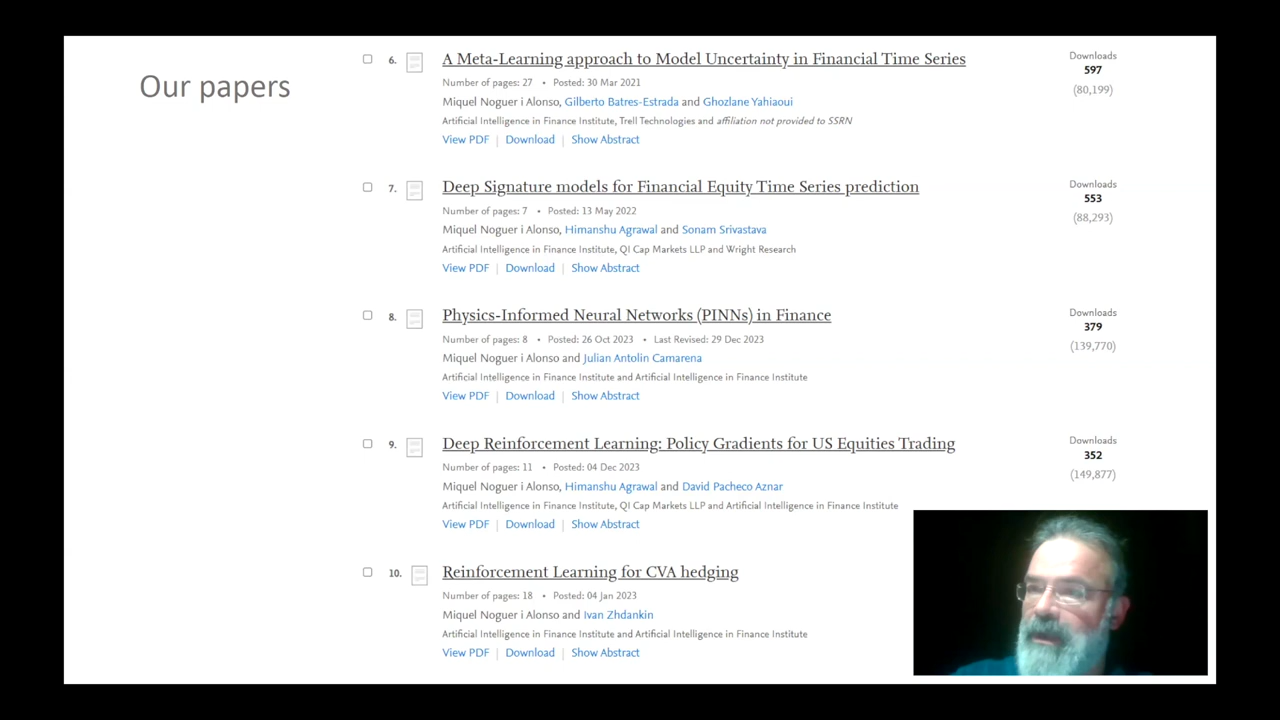 Our papers
6. A Meta-Learning approach to Model Uncertainty in Financial Time Series
Number of pages: 27 • Posted: 30 Mar 2021
Miquel Noguer i Alonso, Gilberto Batres-Estrada and Ghozlane Yahiaoui
Artificial Intelligence in Finance Institute, Trell Technologies and affiliation not provided to SSRN
View PDF | Download | Show Abstract
Downloads
597
(80,199)
7. Deep Signature models for Financial Equity Time Series prediction
Number of pages: 7 • Posted: 13 May 2022
Miquel Noguer i Alonso, Himanshu Agrawal and Sonam Srivastava
Artificial Intelligence in Finance Institute, QI Cap Markets LLP and Wright Research
View PDF | Download | Show Abstract
Downloads
553
(88,293)
8. Physics-Informed Neural Networks (PINNs) in Finance
Number of pages: 8 • Posted: 26 Oct 2023 • Last Revised: 29 Dec 2023
Miquel Noguer i Alonso and Julian Antolin Camarena
Artificial Intelligence in Finance Institute and Artificial Intelligence in Finance Institute
View PDF | Download | Show Abstract
Downloads
379
(139,770)
9. Deep Reinforcement Learning: Policy Gradients for US Equities Trading
Number of pages: 11 • Posted: 04 Dec 2023
Miquel Noguer i Alonso, Himanshu Agrawal and David Pacheco Aznar
Artificial Intelligence in Finance Institute, QI Cap Markets LLP and Artificial Intelligence in Finance Institute
View PDF | Download | Show Abstract
Downloads
352
(149,877)
10. Reinforcement Learning for CVA hedging
Number of pages: 18 • Posted: 04 Jan 2023
Miquel Noguer i Alonso and Ivan Zhdankin
Artificial Intelligence in Finance Institute and Artificial Intelligence in Finance Institute
View PDF | Download | Show Abstract